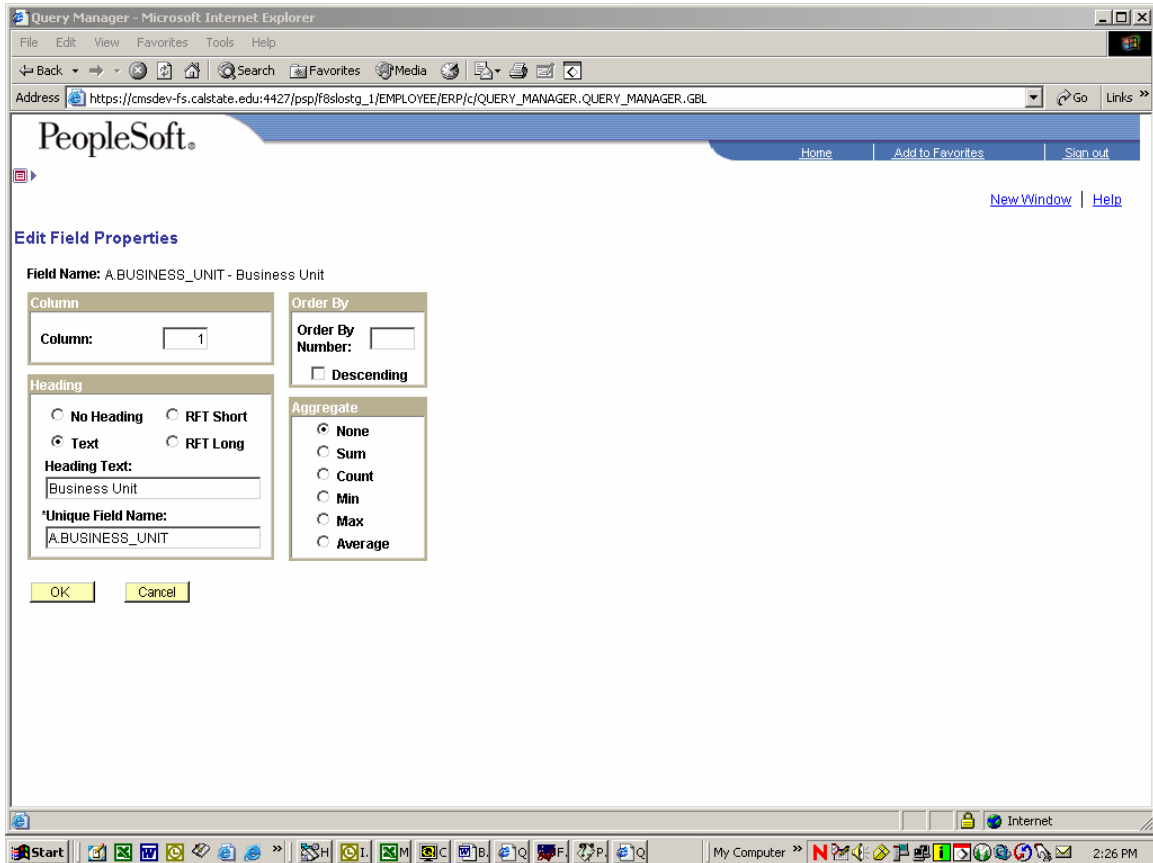 Query Manager - Microsoft Internet Explorer
File Edit View Favorites Tools Help
Back Search Favorites Media
Address https://cmsdev-fs.calstate.edu:4427/psp/f8slostg_1/EMPLOYEE/ERP/c/QUERY_MANAGER.QUERY_MANAGER.GBL Go Links »
PeopleSoft®
Home Add to Favorites Sign out
New Window | Help
Edit Field Properties
Field Name: A.BUSINESS_UNIT - Business Unit
Column
Column: 1
Heading
No Heading RFT Short
Text RFT Long
Heading Text:
Business Unit
*Unique Field Name:
A.BUSINESS_UNIT
Order By
Order By
Number:
Descending
Aggregate
None
Sum
Count
Min
Max
Average
OK Cancel
Internet
Start » H I. M C B. Q F. P. Q My Computer » 2:26 PM